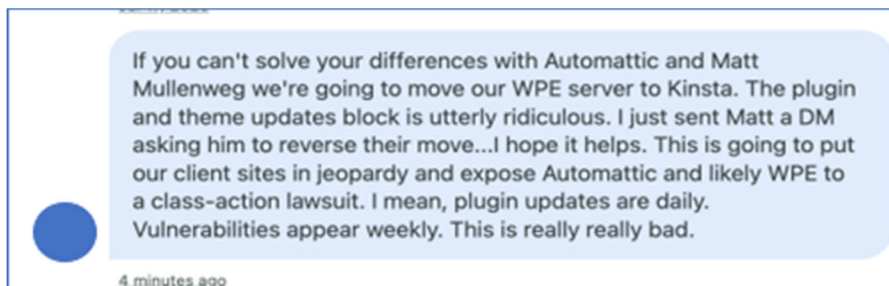 If you can't solve your differences with Automattic and Matt
Mullenweg we're going to move our WPE server to Kinsta. The plugin
and theme updates block is utterly ridiculous. I just sent Matt a DM
asking him to reverse their move...I hope it helps. This is going to put
our client sites in jeopardy and expose Automattic and likely WPE to
a class-action lawsuit. I mean, plugin updates are daily.
Vulnerabilities appear weekly. This is really really bad.
4 minutes ago